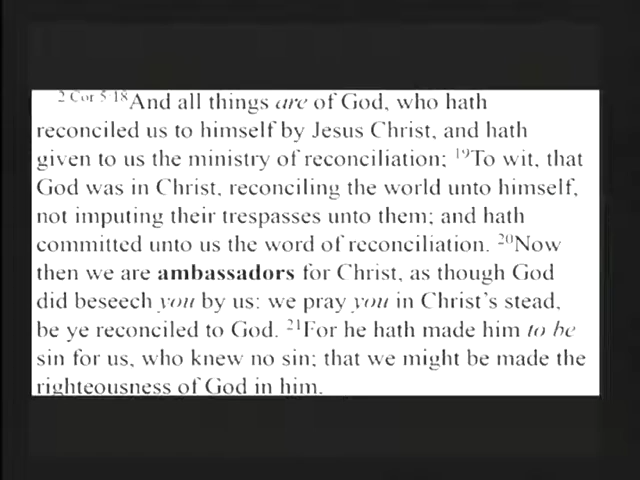 2 Cor 5:18 And all things are of God, who hath
reconciled us to himself by Jesus Christ, and hath
given to us the ministry of reconciliation; 19To wit, that
God was in Christ, reconciling the world unto himself,
not imputing their trespasses unto them; and hath
committed unto us the word of reconciliation. 20Now
then we are ambassadors for Christ, as though God
did beseech you by us: we pray you in Christ's stead,
be ye reconciled to God. 21For he hath made him to be
sin for us, who knew no sin; that we might be made the
righteousness of God in him.